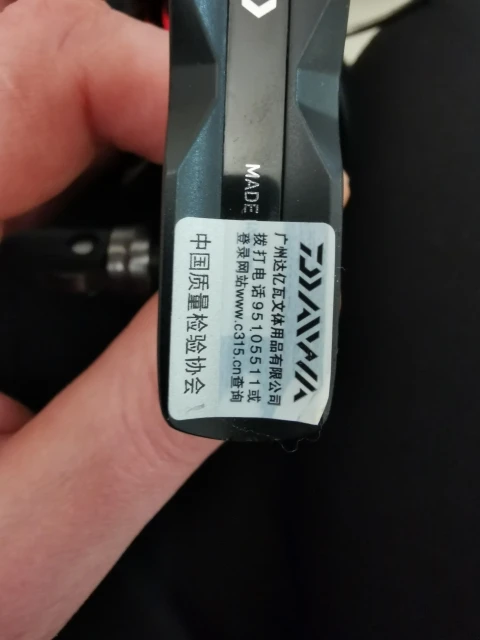 MADE
DAIWA
广州达亿瓦文体用品有限公司
拨打电话95105511或
登录网站www.c315.cn查询
中国质量检验协会